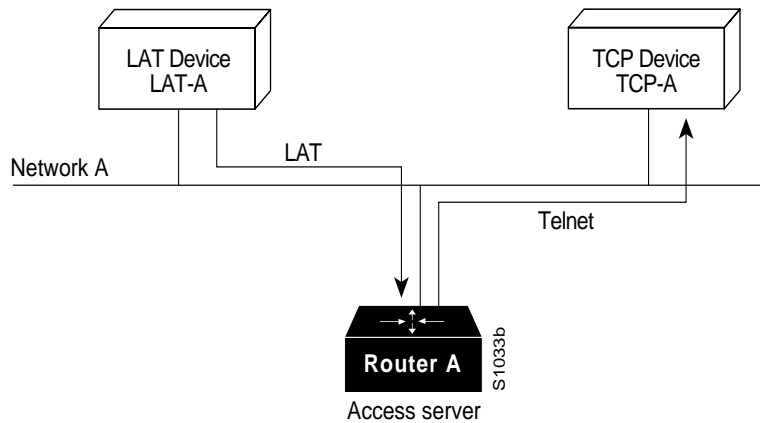 LAT Device
LAT-A
TCP Device
TCP-A
Network A
LAT
Telnet
Router A
S1033b
Access server